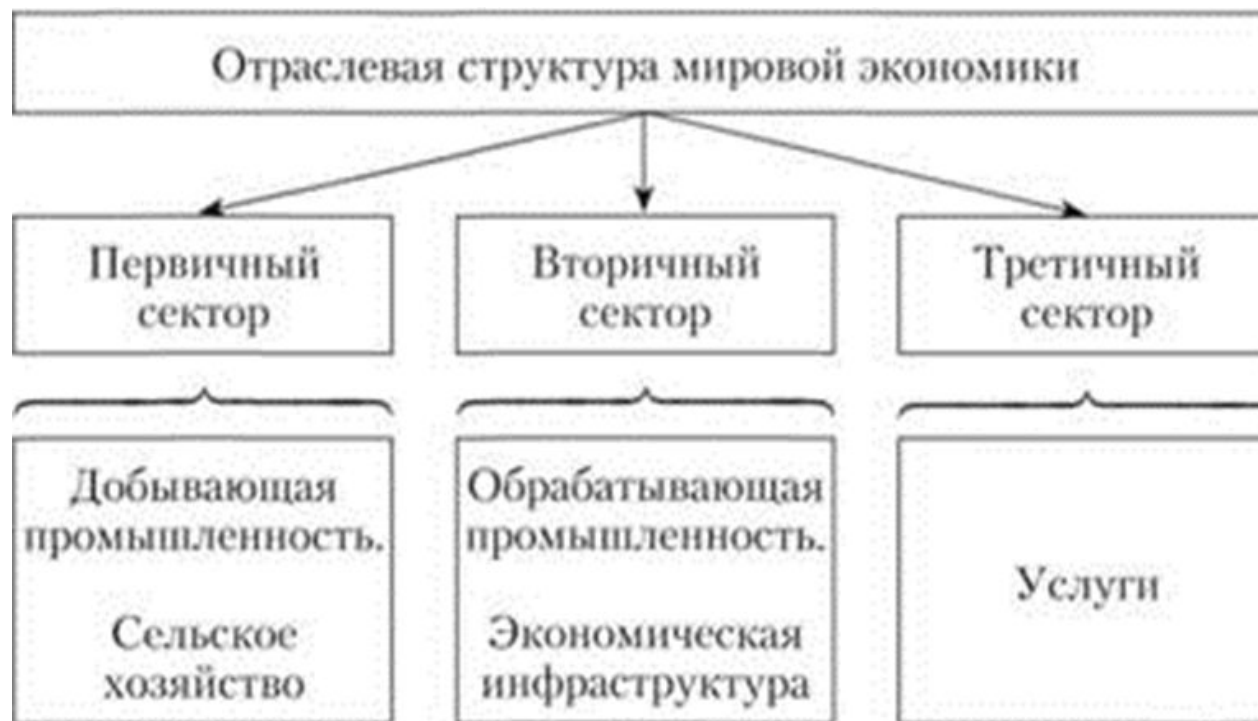 Отраслевая структура мировой экономики
Первичный
сектор
Вторичный
сектор
Третичный
сектор
Добывающая
промышленность.
Сельское
хозяйство
Обрабатывающая
промышленность.
Экономическая
инфраструктура
Услуги